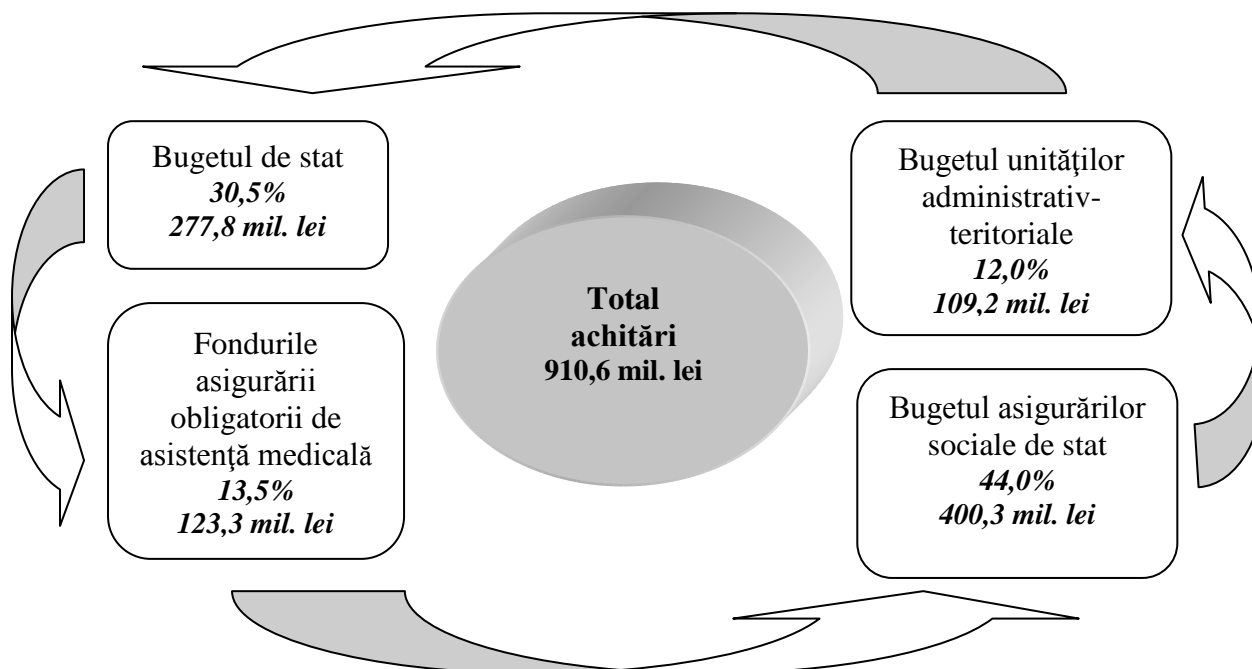 Bugetul de stat
30,5%
277,8 mil. lei
Fondurile
asigurării
obligatorii de
asistenţă medicală
13,5%
123,3 mil. lei
Total
achitări
910,6 mil. lei
Bugetul unităţilor
administrativ-
teritoriale
12,0%
109,2 mil. lei
Bugetul asigurărilor
sociale de stat
44,0%
400,3 mil. lei